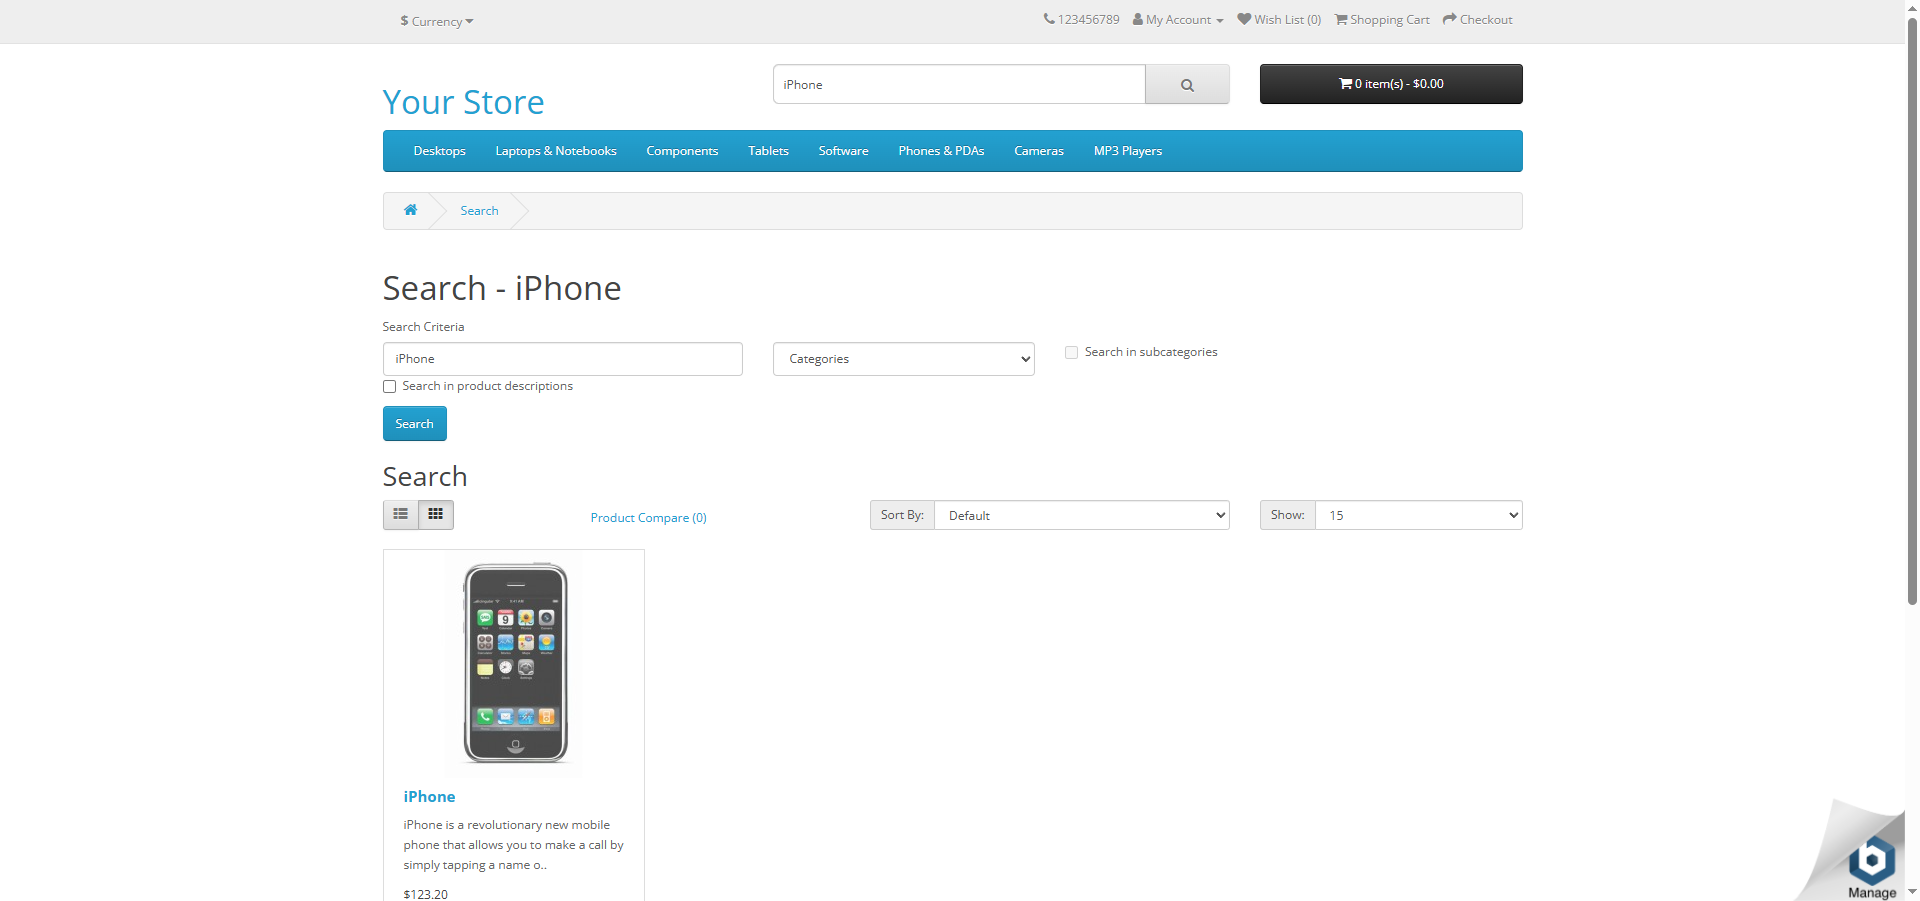 $ Currency
123456789 My Account Wish List (0) Shopping Cart Checkout
Your Store
iPhone
0 item(s) - $0.00
Desktops Laptops & Notebooks Components Tablets Software Phones & PDAs Cameras MP3 Players
Search
Search - iPhone
Search Criteria
iPhone
Categories
Search in subcategories
Search in product descriptions
Search
Search
Product Compare (0)
Sort By: Default
Show: 15
iPhone
iPhone is a revolutionary new mobile
phone that allows you to make a call by
simply tapping a name o..
$123.20
Manage